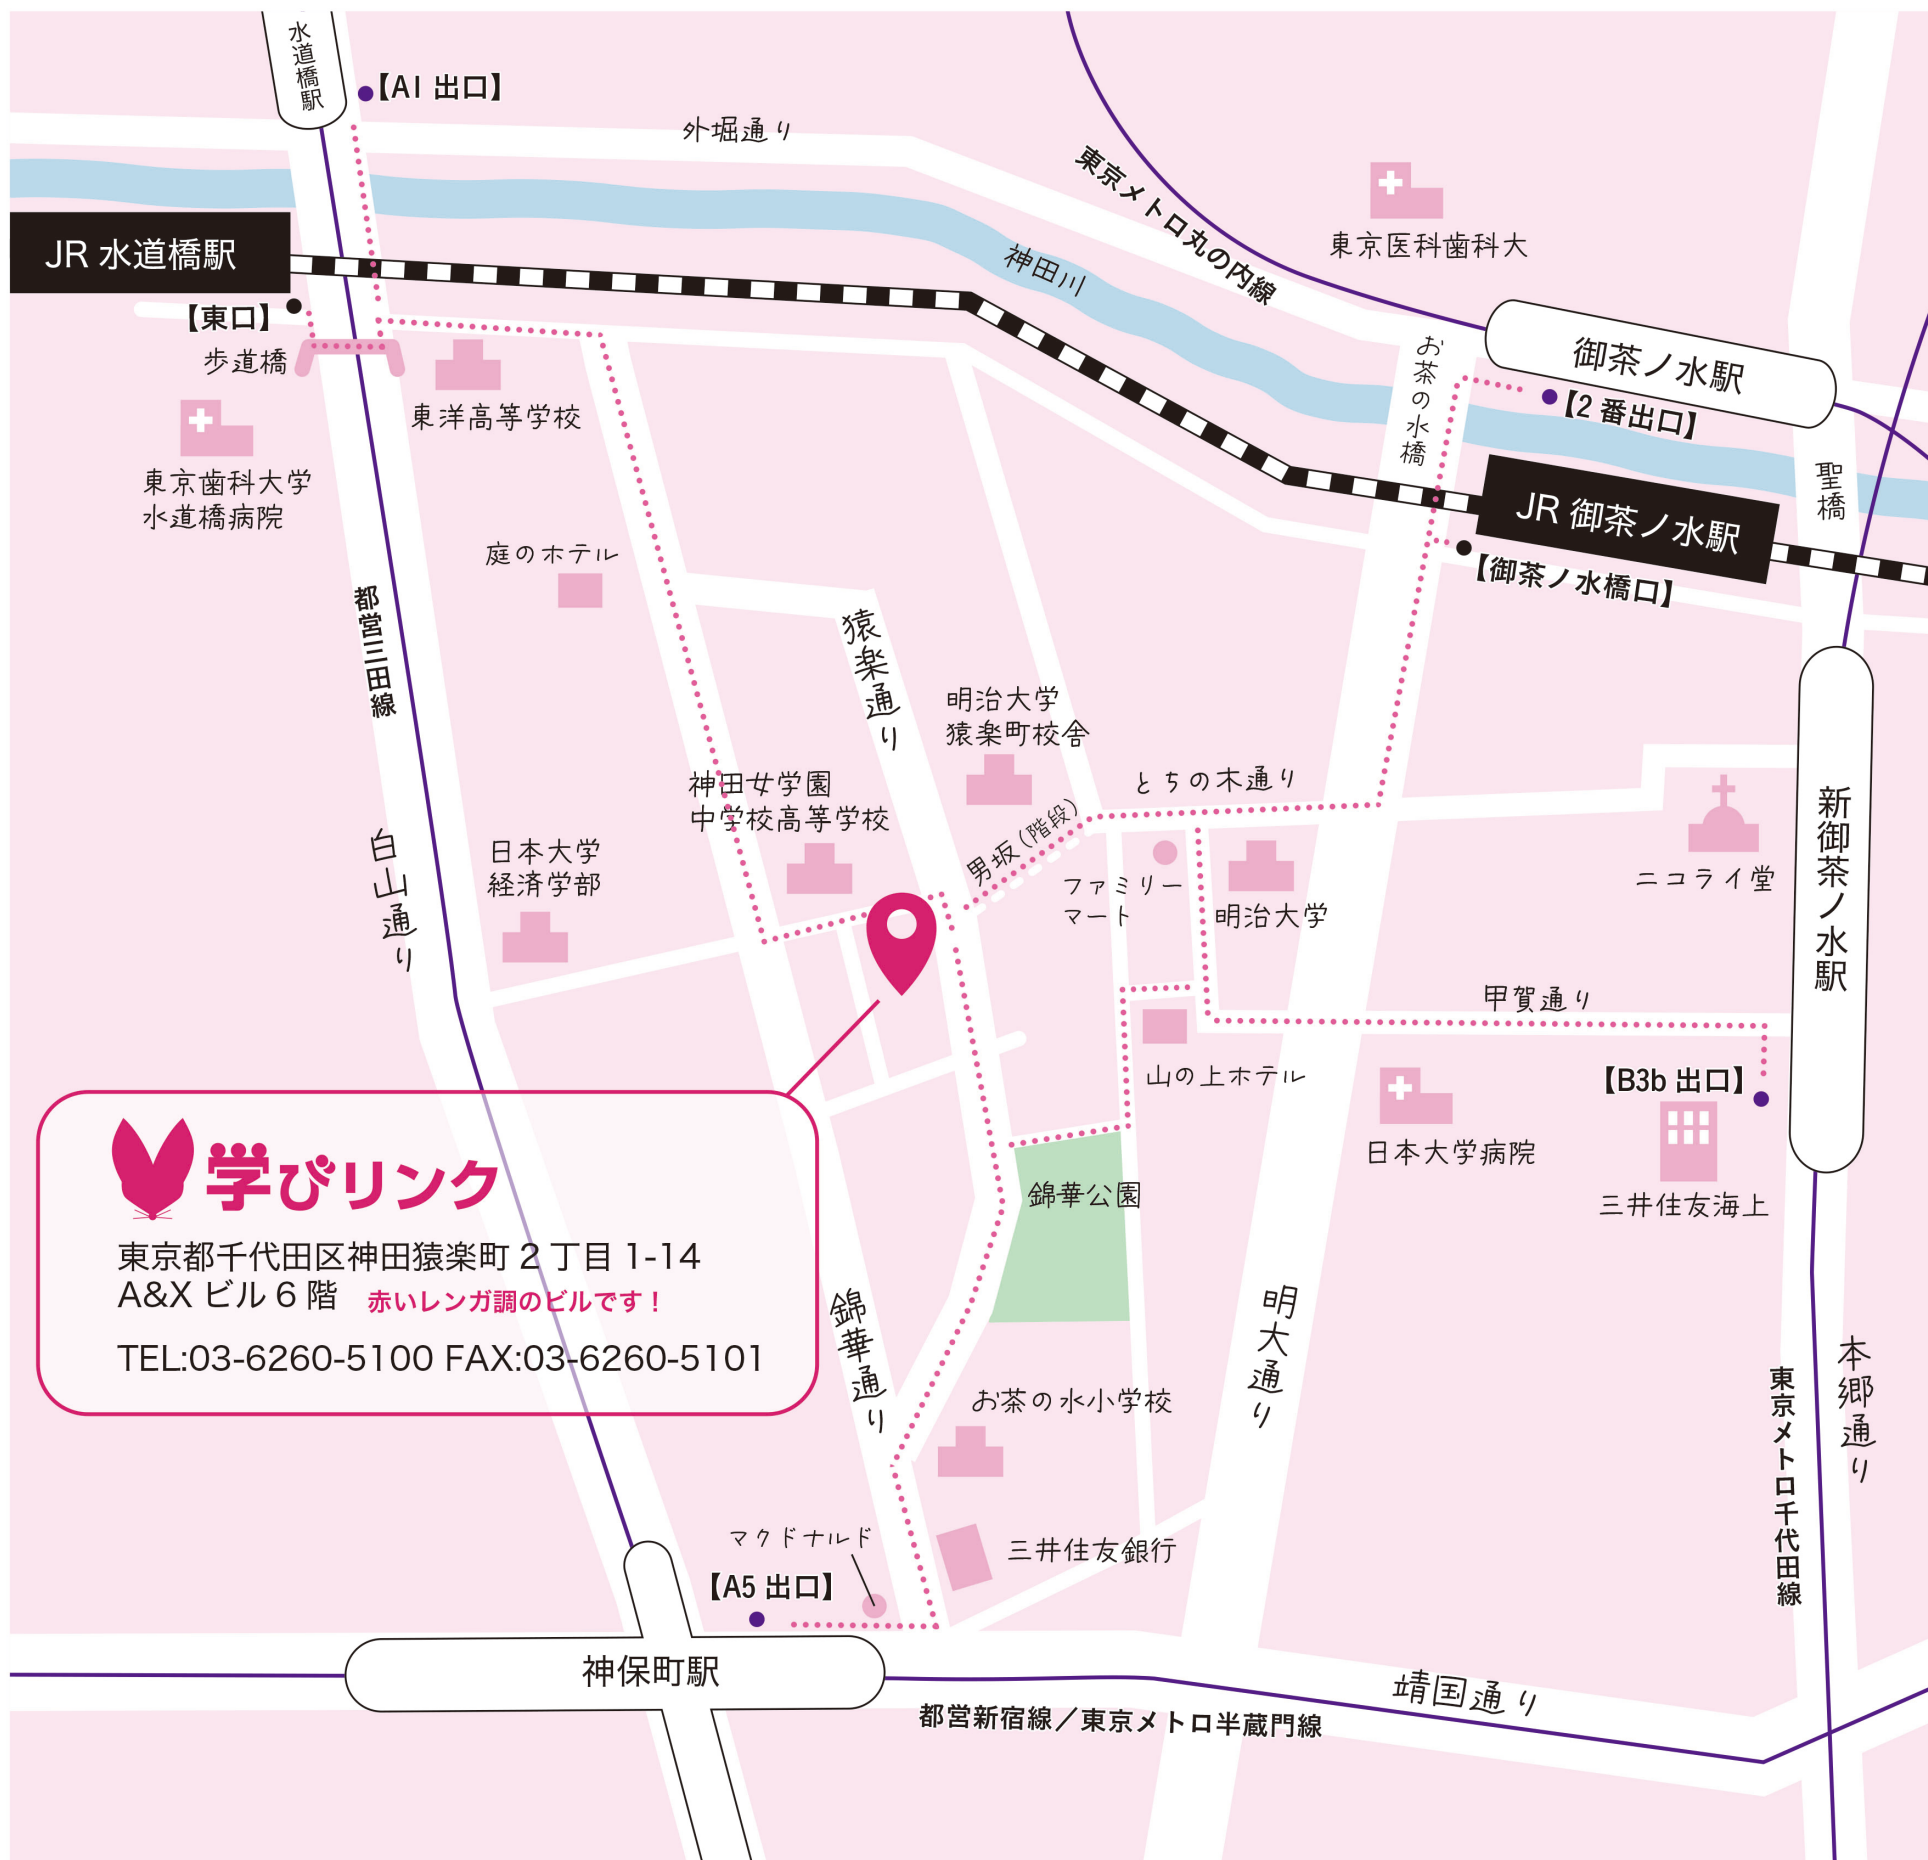 水道橋駅
【A1 出口】
外堀通り
東京メトロ丸の内線
東京医科歯科大
JR 水道橋駅
神田川
【東口】
歩道橋
東洋高等学校
お茶の水橋
御茶ノ水駅
【2 番出口】
東京歯科大学
水道橋病院
聖橋
JR 御茶ノ水駅
【御茶ノ水橋口】
庭のホテル
都営三田線
猿楽通り
明治大学
猿楽町校舎
神田女学園
中学校高等学校
とちの木通り
男坂(階段)
日本大学
経済学部
白山通り
ファミリー
マート
明治大学
ニコライ堂
新御茶ノ水駅
甲賀通り
山の上ホテル
【B3b 出口】
日本大学病院
三井住友海上
学びリンク
東京都千代田区神田猿楽町 2 丁目 1-14
A&X ビル 6 階 赤いレンガ調のビルです！
TEL:03-6260-5100 FAX:03-6260-5101
錦華公園
錦華通り
明大通り
本郷通り
東京メトロ千代田線
お茶の水小学校
マクドナルド
三井住友銀行
【A5 出口】
神保町駅
靖国通り
都営新宿線／東京メトロ半蔵門線